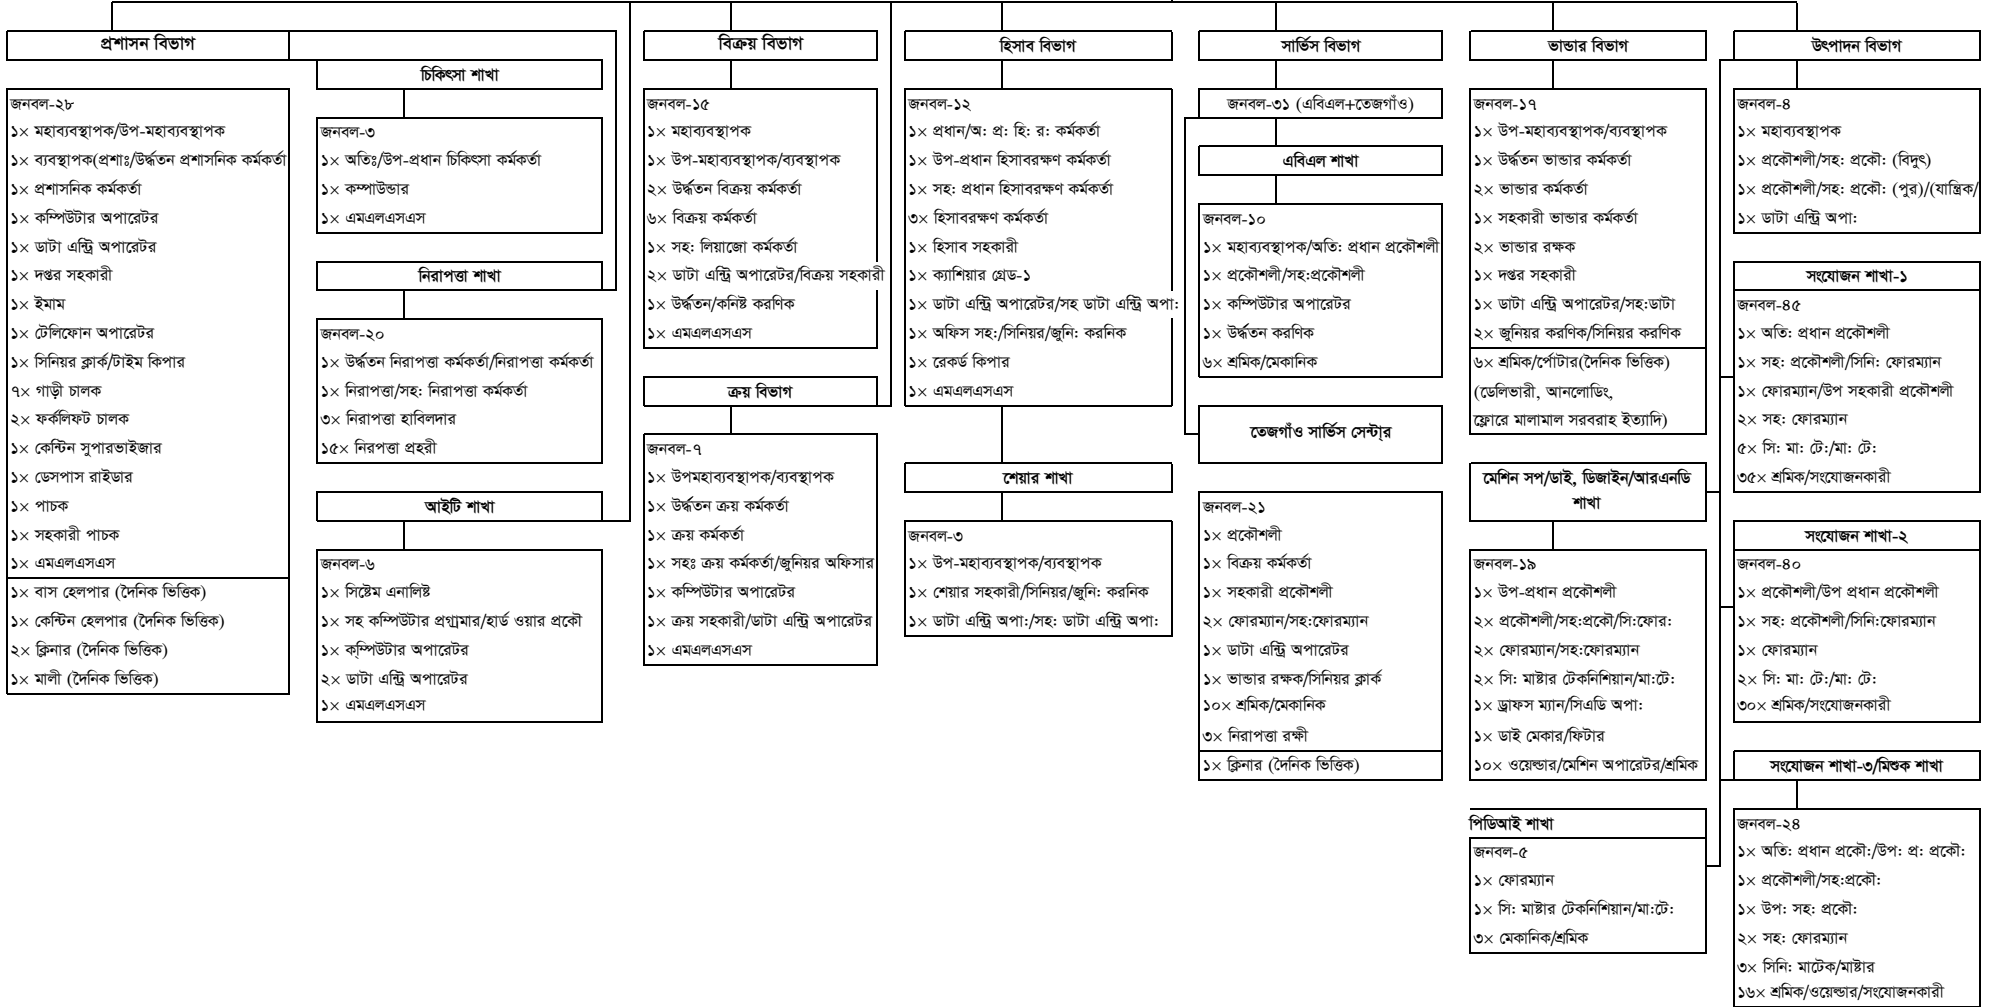 প্রশাসন বিভাগ
জনবল-২৮
১× মহাব্যবস্থাপক/উপ-মহাব্যবস্থাপক
১× ব্যবস্থাপক(প্রশাঃ/উর্দ্ধতন প্রশাসনিক কর্মকর্তা
১× প্রশাসনিক কর্মকর্তা
১× কম্পিউটার অপারেটর
১× ডাটা এন্ট্রি অপারেটর
১× দপ্তর সহকারী
১× ইমাম
১× টেলিফোন অপারেটর
১× সিনিয়র ক্লার্ক/টাইম কিপার
৭× গাড়ী চালক
২× ফর্কলিফট চালক
১× কেন্টিন সুপারভাইজার
১× ডেসপাস রাইডার
১× পাচক
১× সহকারী পাচক
১× এমএলএসএস
১× বাস হেলপার (দৈনিক ভিত্তিক)
১× কেন্টিন হেলপার (দৈনিক ভিত্তিক)
২× ক্লিনার (দৈনিক ভিত্তিক)
১× মালী (দৈনিক ভিত্তিক)
চিকিৎসা শাখা
জনবল-৩
১× অতিঃ/উপ-প্রধান চিকিৎসা কর্মকর্তা
১× কম্পাউন্ডার
১× এমএলএসএস
নিরাপত্তা শাখা
জনবল-২০
১× উর্দ্ধতন নিরাপত্তা কর্মকর্তা/নিরাপত্তা কর্মকর্তা
১× নিরাপত্তা/সহ: নিরাপত্তা কর্মকর্তা
৩× নিরাপত্তা হাবিলদার
১৫× নিরপত্তা প্রহরী
আইটি শাখা
জনবল-৬
১× সিষ্টেম এনালিষ্ট
১× সহ কম্পিউটার প্রগ্রামার/হার্ড ওয়ার প্রকৌ
১× ক্ম্পিউটার অপারেটর
২× ডাটা এন্ট্রি অপারেটর
১× এমএলএসএস
বিক্রয় বিভাগ
জনবল-১৫
১× মহাব্যবস্থাপক
১× উপ-মহাব্যবস্থাপক/ব্যবস্থাপক
২× উর্দ্ধতন বিক্রয় কর্মকর্তা
৬× বিক্রয় কর্মকর্তা
১× সহ: লিয়াজো কর্মকর্তা
২× ডাটা এন্ট্রি অপারেটর/বিক্রয় সহকারী
১× উর্দ্ধতন/কনিষ্ট করণিক
১× এমএলএসএস
ক্রয় বিভাগ
জনবল-৭
১× উপমহাব্যবস্থাপক/ব্যবস্থাপক
১× উর্দ্ধতন ক্রয় কর্মকর্তা
১× ক্রয় কর্মকর্তা
১× সহঃ ক্রয় কর্মকর্তা/জুনিয়র অফিসার
১× কম্পিউটার অপারেটর
১× ক্রয় সহকারী/ডাটা এন্ট্রি অপারেটর
১× এমএলএসএস
হিসাব বিভাগ
জনবল-১২
১× প্রধান/অ: প্র: হি: র: কর্মকর্তা
১× উপ-প্রধান হিসাবরক্ষণ কর্মকর্তা
১× সহ: প্রধান হিসাবরক্ষণ কর্মকর্তা
৩× হিসাবরক্ষণ কর্মকর্তা
১× হিসাব সহকারী
১× ক্যাশিয়ার গ্রেড-১
১× ডাটা এন্ট্রি অপারেটর/সহ ডাটা এন্ট্রি অপা:
১× অফিস সহ:/সিনিয়র/জুনি: করনিক
১× রেকর্ড কিপার
১× এমএলএসএস
শেয়ার শাখা
জনবল-৩
১× উপ-মহাব্যবস্থাপক/ব্যবস্থাপক
১× শেয়ার সহকারী/সিনিয়র/জুনি: করনিক
১× ডাটা এন্ট্রি অপা:/সহ: ডাটা এন্ট্রি অপা:
সার্ভিস বিভাগ
জনবল-৩১ (এবিএল+তেজগাঁও)
এবিএল শাখা
জনবল-১০
১× মহাব্যবস্থাপক/অতি: প্রধান প্রকৌশলী
১× প্রকৌশলী/সহ:প্রকৌশলী
১× কম্পিউটার অপারেটর
১× উর্দ্ধতন করণিক
৬× শ্রমিক/মেকানিক
তেজগাঁও সার্ভিস সেন্ট্যর
জনবল-২১
১× প্রকৌশলী
১× বিক্রয় কর্মকর্তা
১× সহকারী প্রকৌশলী
২× ফোরম্যান/সহ:ফোরম্যান
১× ডাটা এন্ট্রি অপারেটর
১× ভান্ডার রক্ষক/সিনিয়র ক্লার্ক
১০× শ্রমিক/মেকানিক
৩× নিরাপত্তা রক্ষী
১× ক্লিনার (দৈনিক ভিত্তিক)
ভান্ডার বিভাগ
জনবল-১৭
১× উপ-মহাব্যবস্থাপক/ব্যবস্থাপক
১× উর্দ্ধতন ভান্ডার কর্মকর্তা
২× ভান্ডার কর্মকর্তা
১× সহকারী ভান্ডার কর্মকর্তা
২× ভান্ডার রক্ষক
১× দপ্তর সহকারী
১× ডাটা এন্ট্রি অপারেটর/সহ:ডাটা
২× জুনিয়র করণিক/সিনিয়র করণিক
৬× শ্রমিক/র্পোটার(দৈনিক ভিত্তিক)
(ডেলিভারী, আনলোডিং,
ফ্লোরে মালামাল সরবরাহ ইত্যাদি)
মেশিন সপ/ডাই, ডিজাইন/আরএনডি
শাখা
জনবল-১৯
১× উপ-প্রধান প্রকৌশলী
২× প্রকৌশলী/সহ:প্রকৌ/সি:ফোর:
২× ফোরম্যান/সহ:ফোরম্যান
২× সি: মাষ্টার টেকনিশিয়ান/মা:টে:
১× ড্রাফস ম্যান/সিএডি অপা:
১× ডাই মেকার/ফিটার
১০× ওয়েল্ডার/মেশিন অপারেটর/শ্রমিক
পিডিআই শাখা
জনবল-৫
১× ফোরম্যান
১× সি: মাষ্টার টেকনিশিয়ান/মা:টে:
৩× মেকানিক/শ্রমিক
উৎপাদন বিভাগ
জনবল-৪
১× মহাব্যবস্থাপক
১× প্রকৌশলী/সহ: প্রকৌ: (বিদুৎ)
১× প্রকৌশলী/সহ: প্রকৌ: (পুর)/(যান্ত্রিক/
১× ডাটা এন্ট্রি অপা:
সংযোজন শাখা-১
জনবল-৪৫
১× অতি: প্রধান প্রকৌশলী
১× সহ: প্রকৌশলী/সিনি: ফোরম্যান
১× ফোরম্যান/উপ সহকারী প্রকৌশলী
২× সহ: ফোরম্যান
৫× সি: মা: টে:/মা: টে:
৩৫× শ্রমিক/সংযোজনকারী
সংযোজন শাখা-২
জনবল-৪০
১× প্রকৌশলী/উপ প্রধান প্রকৌশলী
১× সহ: প্রকৌশলী/সিনি:ফোরম্যান
১× ফোরম্যান
২× সি: মা: টে:/মা: টে:
৩০× শ্রমিক/সংযোজনকারী
সংযোজন শাখা-৩/মিশুক শাখা
জনবল-২৪
১× অতি: প্রধান প্রকৌ:/উপ: প্র: প্রকৌ:
১× প্রকৌশলী/সহ:প্রকৌ:
১× উপ: সহ: প্রকৌ:
২× সহ: ফোরম্যান
৩× সিনি: মাটেক/মাষ্টার
১৬× শ্রমিক/ওয়েল্ডার/সংযোজনকারী